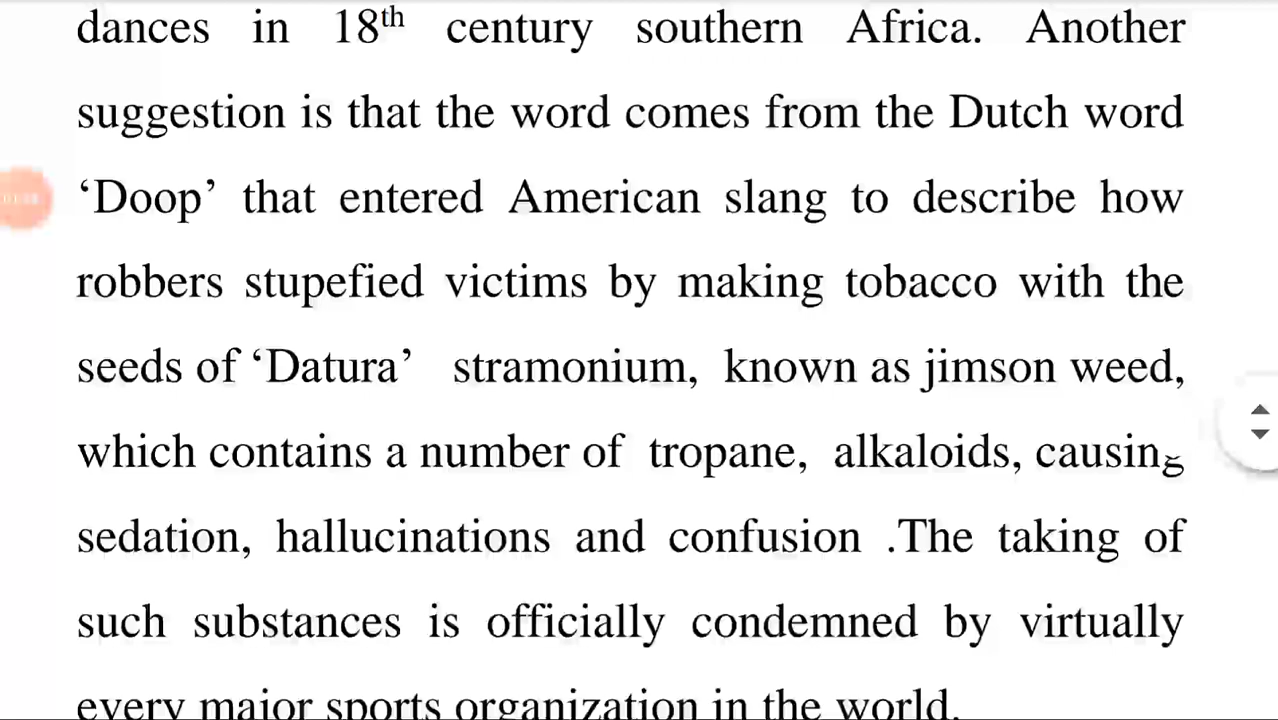 dances in 18th century southern Africa. Another
suggestion is that the word comes from the Dutch word
‘Doop’ that entered American slang to describe how
robbers stupefied victims by making tobacco with the
seeds of ‘Datura’ stramonium, known as jimson weed,
which contains a number of tropane, alkaloids, causing
sedation, hallucinations and confusion .The taking of
such substances is officially condemned by virtually
every major sports organization in the world.